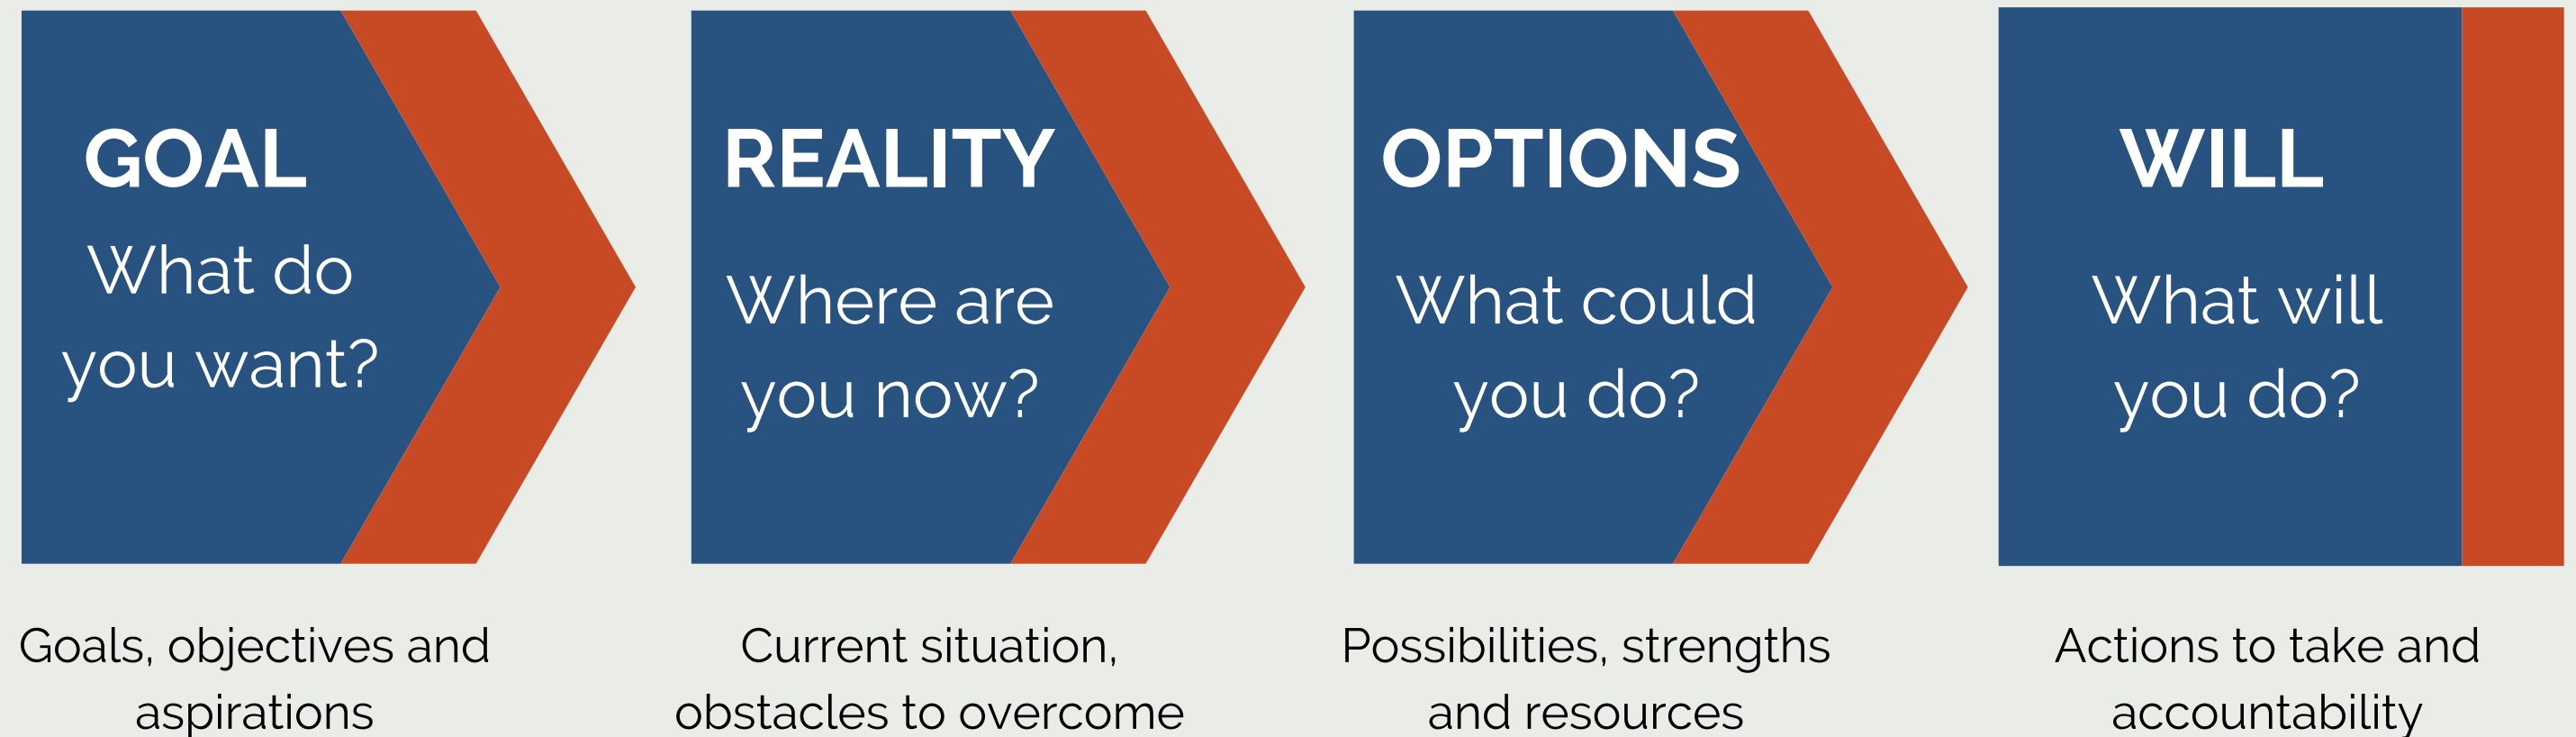 GOAL
What do
you want?
Goals, objectives and
aspirations
REALITY
Where are
you now?
Current situation,
obstacles to overcome
OPTIONS
What could
you do?
Possibilities, strengths
and resources
WILL
What will
you do?
Actions to take and
accountability